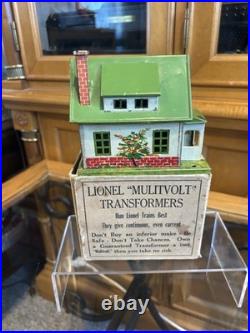 LIONEL "MULITVOLT"
TRANSFORMERS
Run Lionel Trains Best
They give continuous, even current
Don't Buy an inferior make - Be
Safe - Don't Take Chances. Own
a Guaranteed Transformer a
then you take no risk.